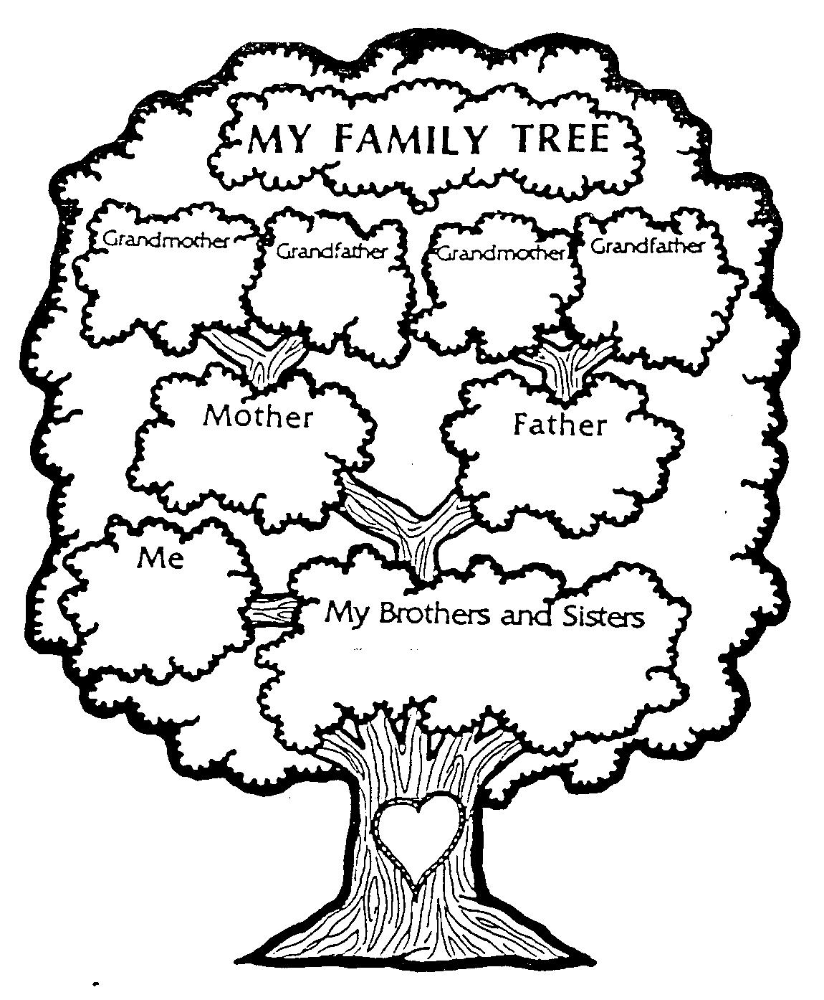 MY FAMILY TREE
Grandmother
Grandfather
Grandmother
Grandfather
Mother
Father
Me
My Brothers and Sisters